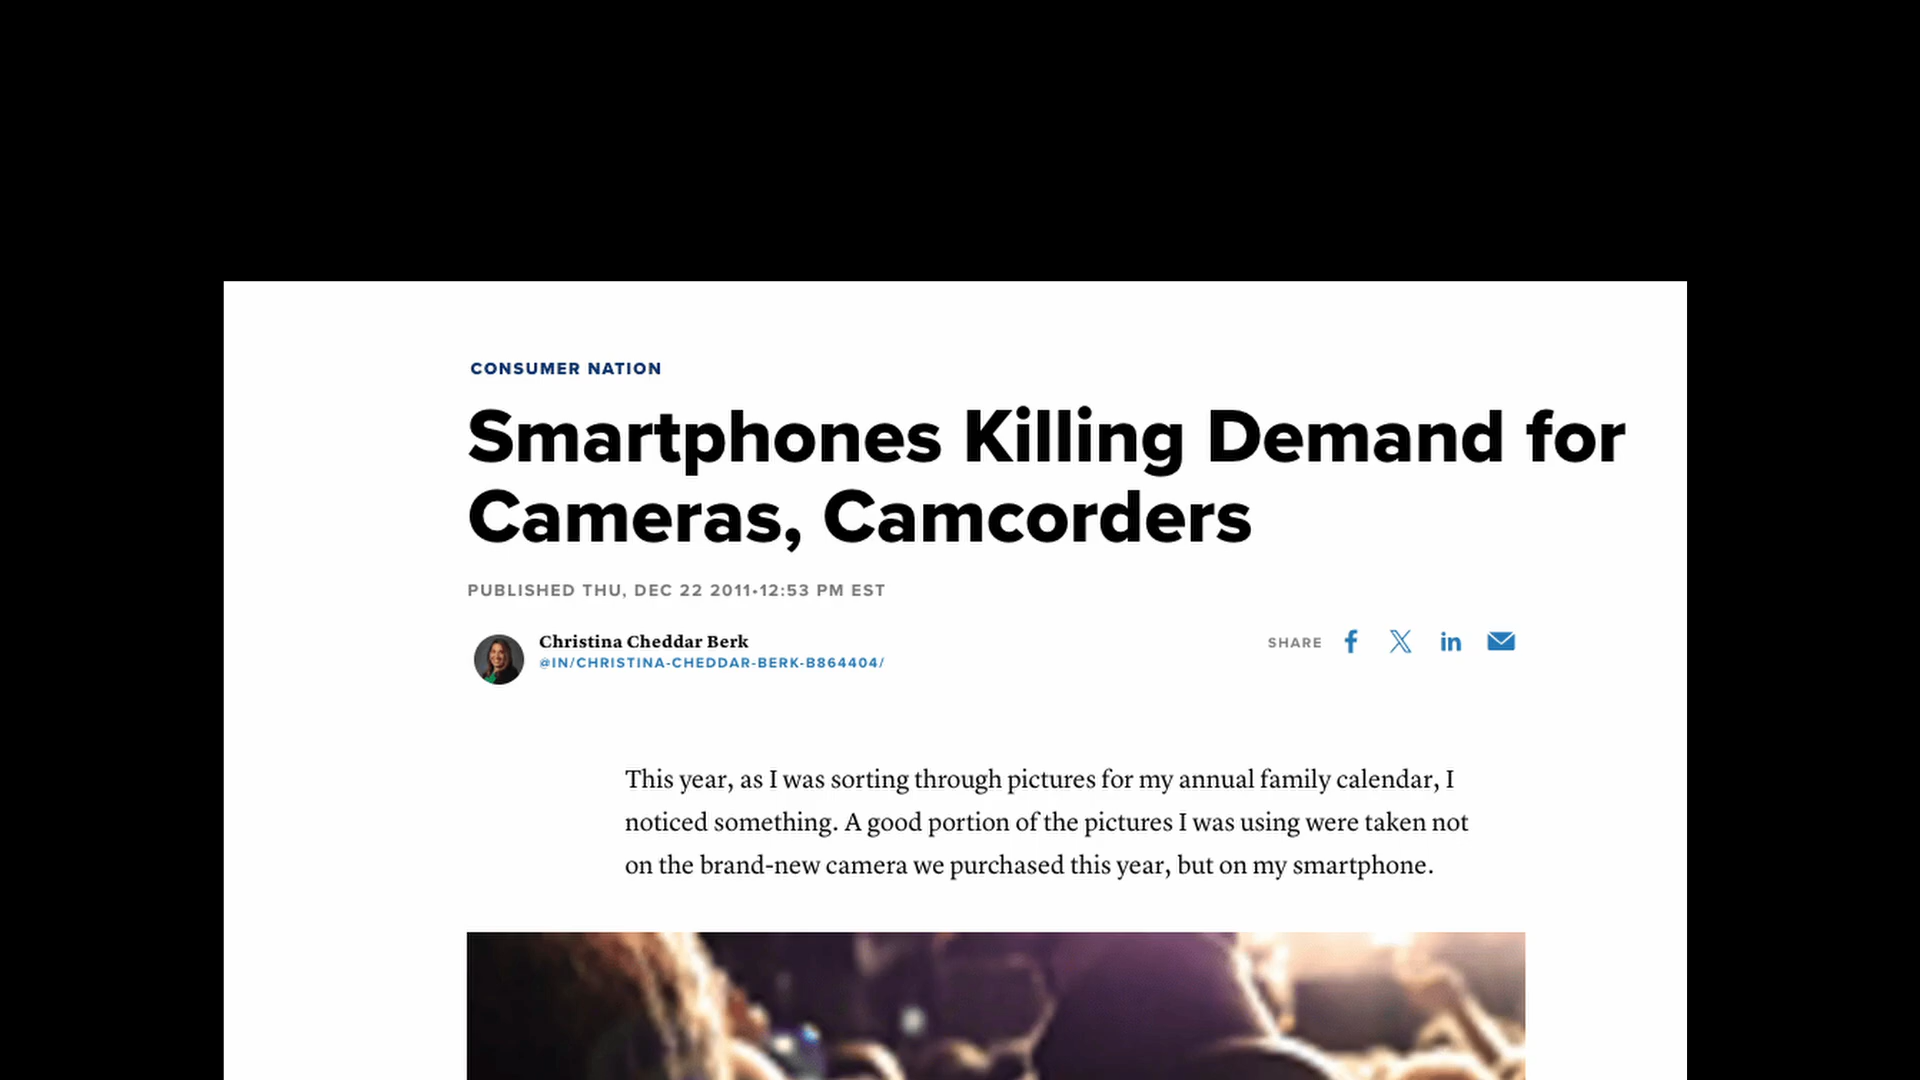 CONSUMER NATION
Smartphones Killing Demand for
Cameras, Camcorders
PUBLISHED THU, DEC 22 2011•12:53 PM EST
Christina Cheddar Berk
@IN/CHRISTINA-CHEDDAR-BERK-B864404/
SHARE
This year, as I was sorting through pictures for my annual family calendar, I
noticed something. A good portion of the pictures I was using were taken not
on the brand-new camera we purchased this year, but on my smartphone.